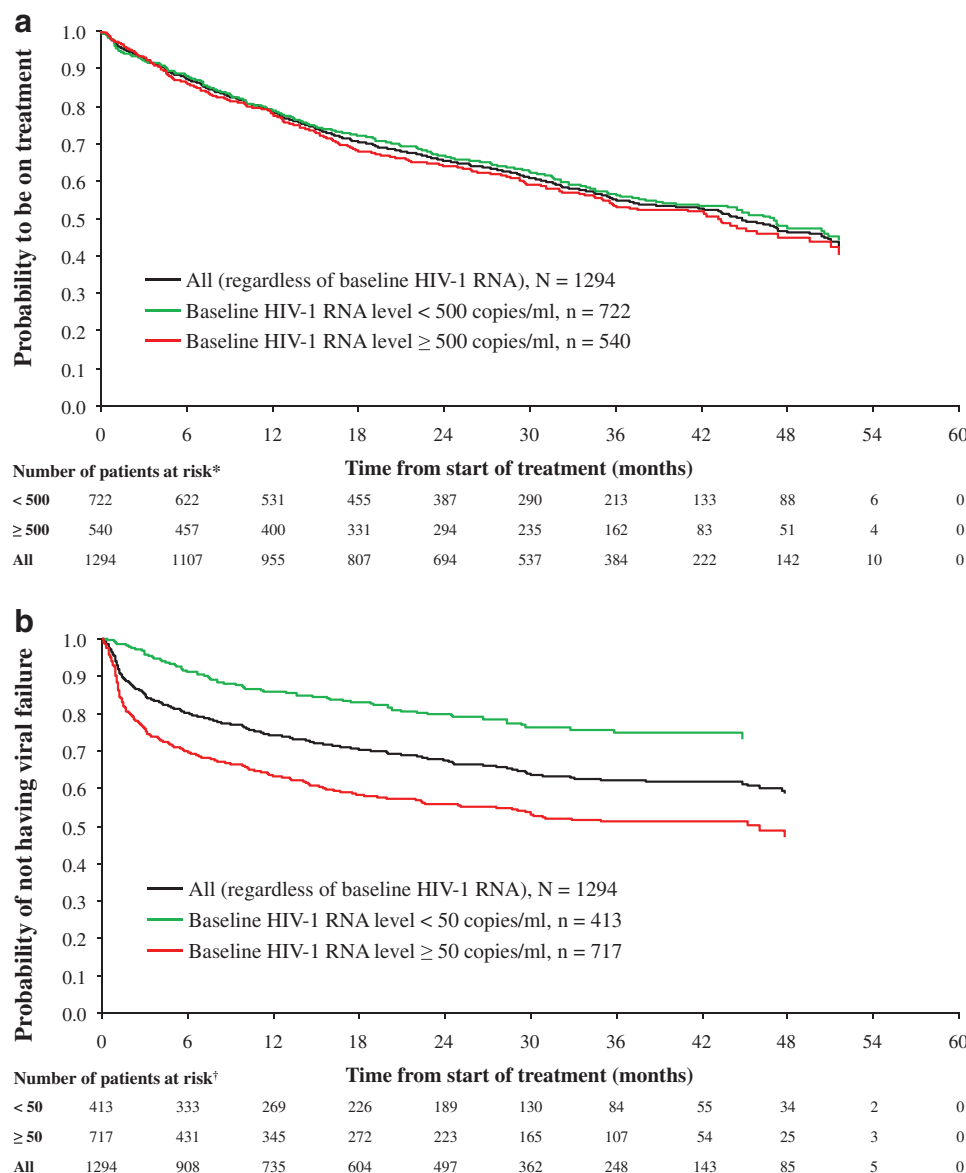 a
Probability to be on treatment
1.0
0.9
0.8
0.7
0.6
0.5
0.4
0.3
0.2
0.1
0.0
All (regardless of baseline HIV-1 RNA), N = 1294
Baseline HIV-1 RNA level < 500 copies/ml, n = 722
Baseline HIV-1 RNA level ≥ 500 copies/ml, n = 540
0 6 12 18 24 30 36 42 48 54 60
Number of patients at risk* Time from start of treatment (months)
< 500 722 622 531 455 387 290 213 133 88 6 0
≥ 500 540 457 400 331 294 235 162 83 51 4 0
All 1294 1107 955 807 694 537 384 222 142 10 0
b
Probability of not having viral failure
1.0
0.9
0.8
0.7
0.6
0.5
0.4
0.3
0.2
0.1
0.0
All (regardless of baseline HIV-1 RNA), N = 1294
Baseline HIV-1 RNA level < 50 copies/ml, n = 413
Baseline HIV-1 RNA level ≥ 50 copies/ml, n = 717
0 6 12 18 24 30 36 42 48 54 60
Number of patients at risk† Time from start of treatment (months)
< 50 413 333 269 226 189 130 84 55 34 2 0
≥ 50 717 431 345 272 223 165 107 54 25 3 0
All 1294 908 735 604 497 362 248 143 85 5 0